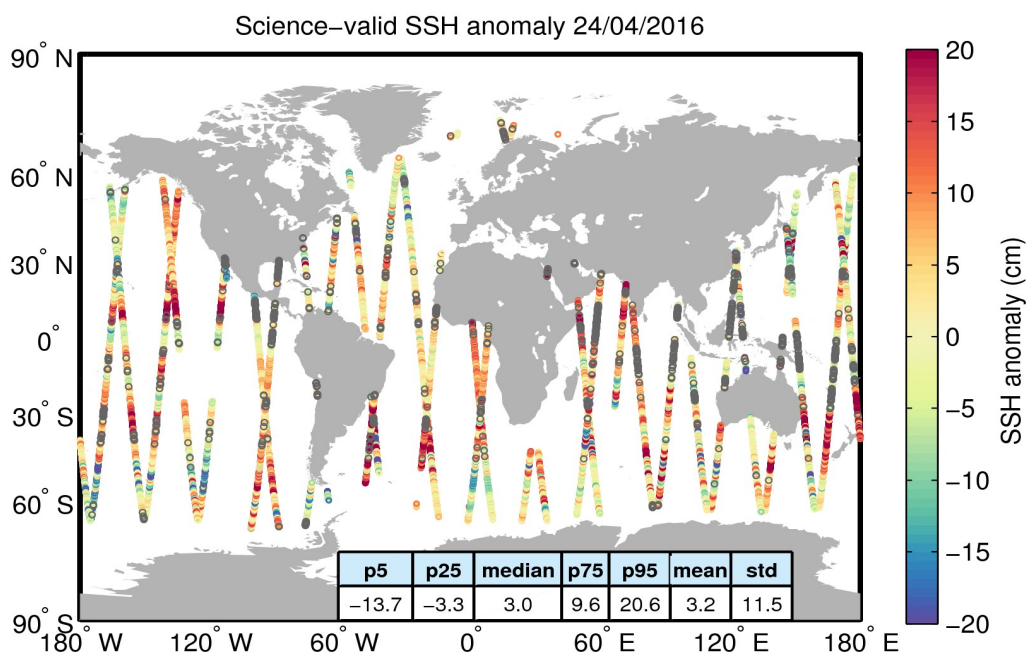 Science−valid SSH anomaly 24/04/2016
90° N
60° N
30° N
0°
30° S
60° S
90° S
180° W
120° W
60° W
0°
60° E
120° E
180° E
p5 p25 median p75 p95 mean std
−13.7 −3.3 3.0 9.6 20.6 3.2 11.5
20
15
10
5
0
−5
−10
−15
−20
SSH anomaly (cm)